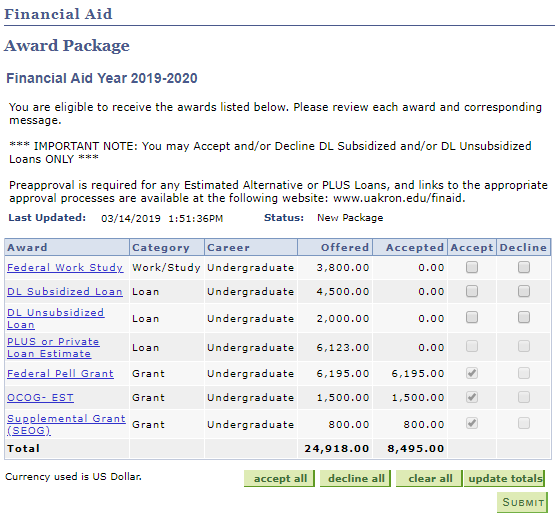 Financial Aid
Award Package
Financial Aid Year 2019-2020
You are eligible to receive the awards listed below. Please review each award and corresponding
message.
*** IMPORTANT NOTE: You may Accept and/or Decline DL Subsidized and/or DL Unsubsidized
Loans ONLY ***
Preapproval is required for any Estimated Alternative or PLUS Loans, and links to the appropriate
approval processes are available at the following website: www.uakron.edu/finaid.
Last Updated: 03/14/2019 1:51:36PM Status: New Package
Award Category Career Offered Accepted Accept Decline
Federal Work Study Work/Study Undergraduate 3,800.00 0.00
DL Subsidized Loan Loan Undergraduate 4,500.00 0.00
DL Unsubsidized
Loan Loan Undergraduate 2,000.00 0.00
PLUS or Private
Loan Estimate Loan Undergraduate 6,123.00 0.00
Federal Pell Grant Grant Undergraduate 6,195.00 6,195.00
OCOG- EST Grant Undergraduate 1,500.00 1,500.00
Supplemental Grant
(SEOG) Grant Undergraduate 800.00 800.00
Total 24,918.00 8,495.00
Currency used is US Dollar. accept all decline all clear all update totals
SUBMIT